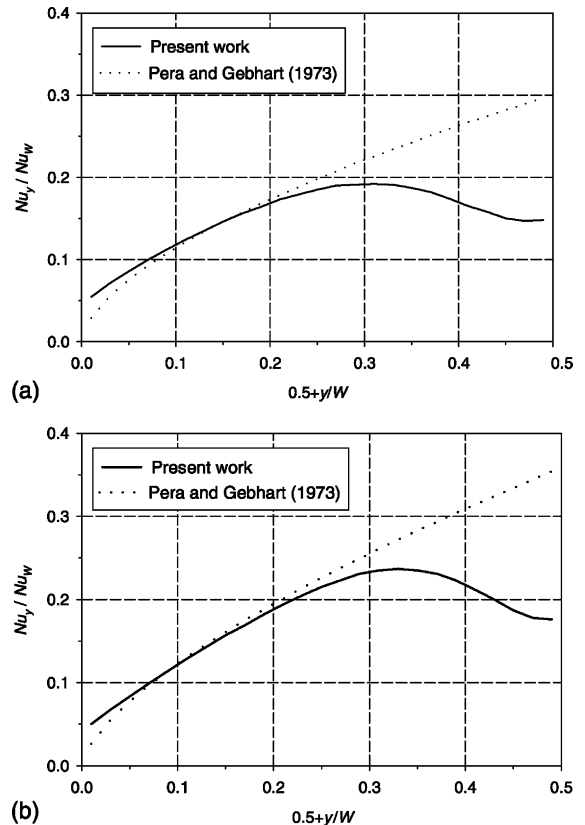 0.4
Present work
Pera and Gebhart (1973)
0.3
0.2
0.1
0.0
Nu_y / Nu_W
0.0 0.1 0.2 0.3 0.4 0.5
(a)
0.5+y/W
0.4
Present work
Pera and Gebhart (1973)
0.3
0.2
0.1
0.0
Nu_y / Nu_W
0.0 0.1 0.2 0.3 0.4 0.5
(b)
0.5+y/W